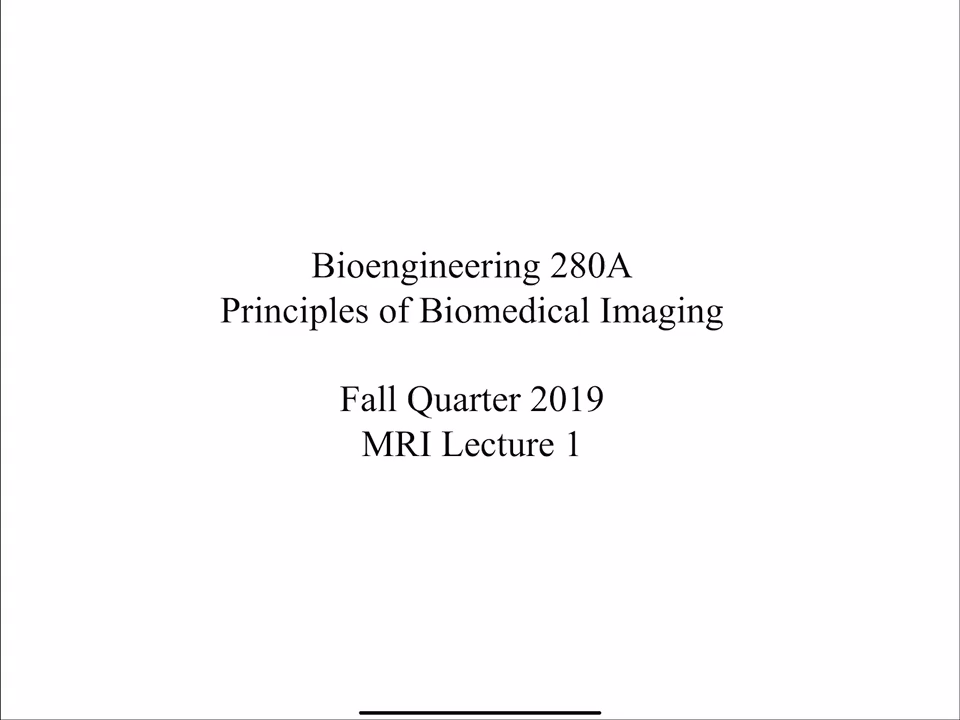 Bioengineering 280A
Principles of Biomedical Imaging
Fall Quarter 2019
MRI Lecture 1